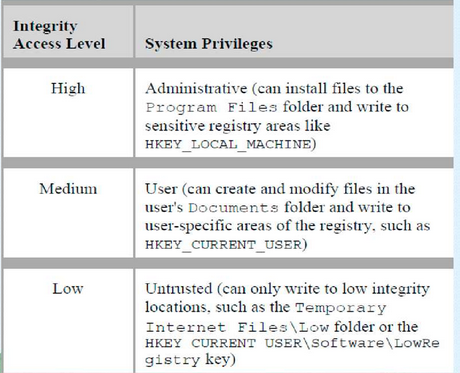 Integrity
Access Level
System Privileges
High
Administrative (can install files to the
Program Files folder and write to
sensitive registry areas like
HKEY_LOCAL_MACHINE)
Medium
User (can create and modify files in the
user's Documents folder and write to
user-specific areas of the registry, such as
HKEY_CURRENT_USER)
Low
Untrusted (can only write to low integrity
locations, such as the Temporary
Internet Files\Low folder or the
HKEY CURRENT USER\Software\LowRe
gistry key)